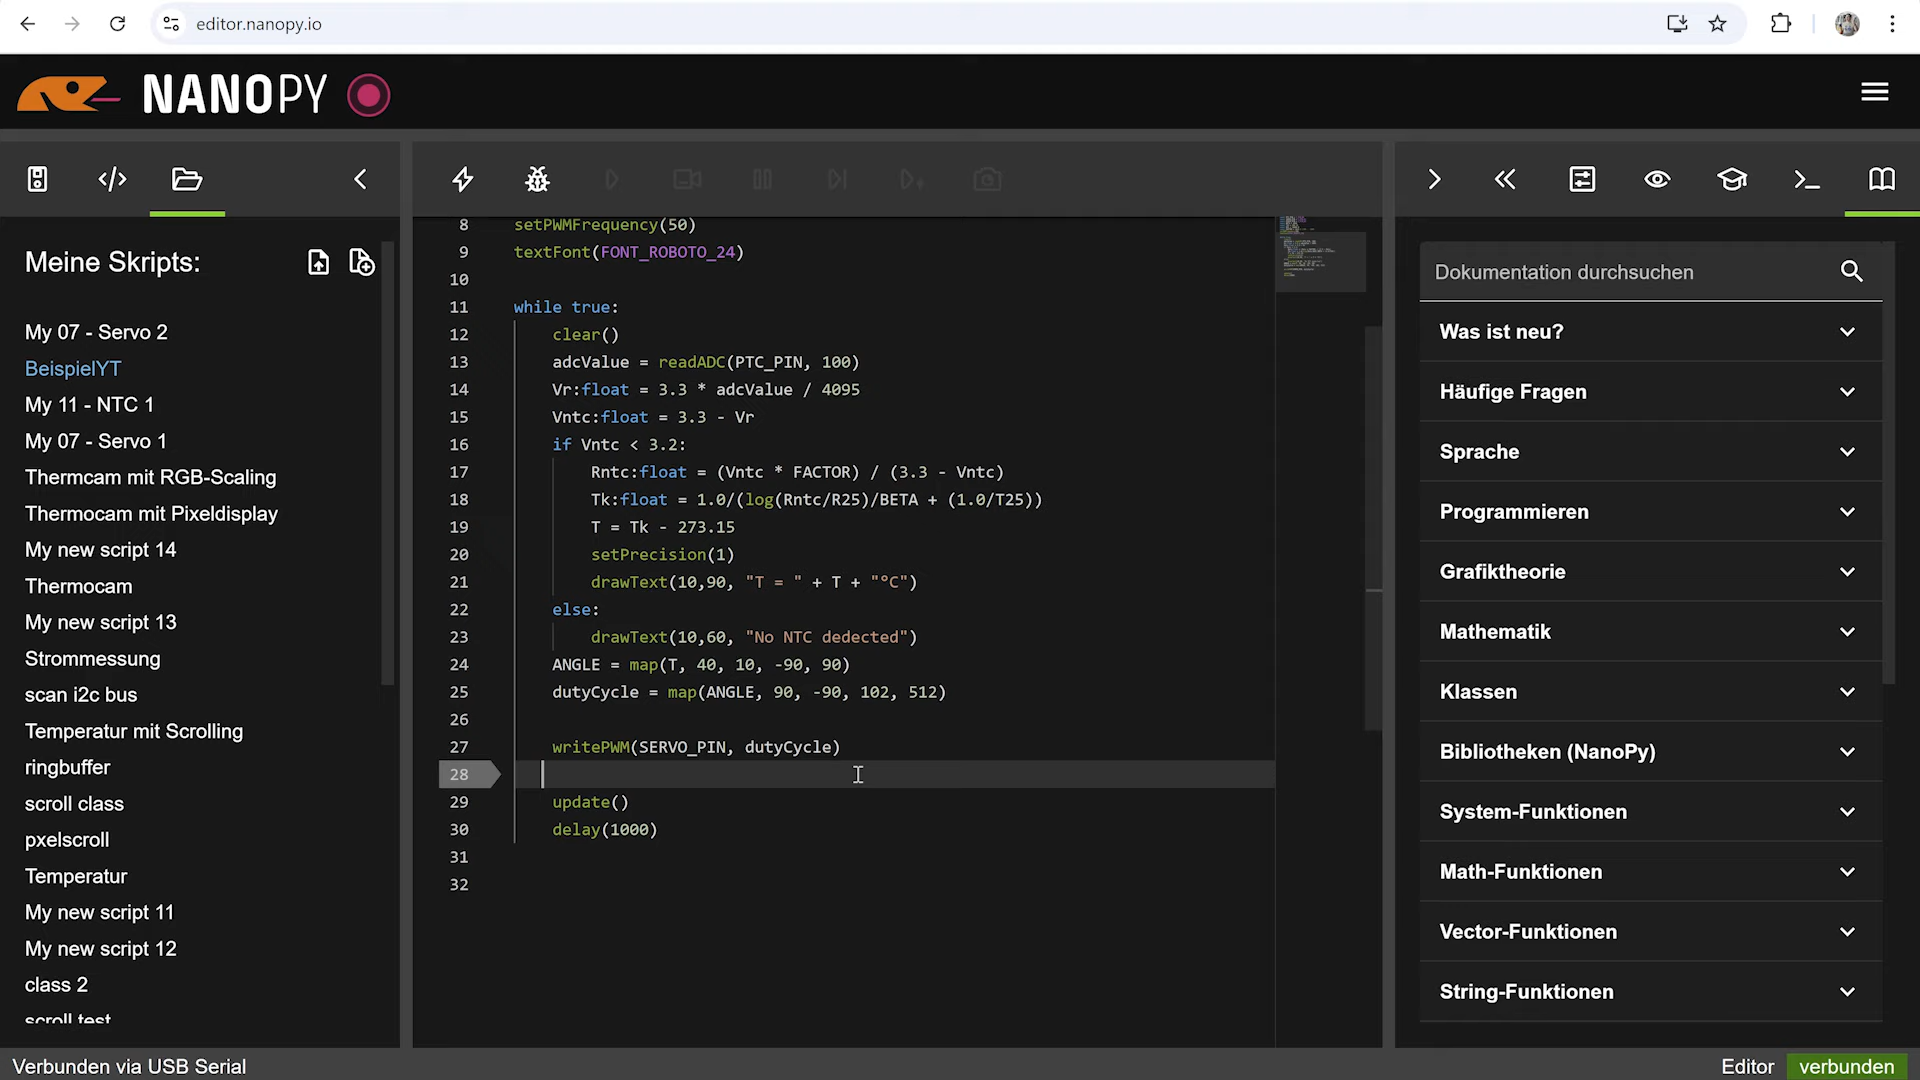 editor.nanopy.io
NANOPY
Meine Skripts:
My 07 - Servo 2
BeispielYT
My 11 - NTC 1
My 07 - Servo 1
Thermcam mit RGB-Scaling
Thermocam mit Pixeldisplay
My new script 14
Thermocam
My new script 13
Strommessung
scan i2c bus
Temperatur mit Scrolling
ringbuffer
scroll class
pxelscroll
Temperatur
My new script 11
My new script 12
class 2
scroll test
8 setPWMFrequency(50)
9 textFont(FONT_ROBOTO_24)
10
11 while true:
12 clear()
13 adcValue = readADC(PTC_PIN, 100)
14 Vr:float = 3.3 * adcValue / 4095
15 Vntc:float = 3.3 - Vr
16 if Vntc < 3.2:
17 Rntc:float = (Vntc * FACTOR) / (3.3 - Vntc)
18 Tk:float = 1.0/(log(Rntc/R25)/BETA + (1.0/T25))
19 T = Tk - 273.15
20 setPrecision(1)
21 drawText(10,90, "T = " + T + "°C")
22 else:
23 drawText(10,60, "No NTC dedected")
24 ANGLE = map(T, 40, 10, -90, 90)
25 dutyCycle = map(ANGLE, 90, -90, 102, 512)
26
27 writePWM(SERVO_PIN, dutyCycle)
28
29 update()
30 delay(1000)
31
32
Dokumentation durchsuchen
Was ist neu?
Häufige Fragen
Sprache
Programmieren
Grafiktheorie
Mathematik
Klassen
Bibliotheken (NanoPy)
System-Funktionen
Math-Funktionen
Vector-Funktionen
String-Funktionen
Verbunden via USB Serial
Editor verbunden